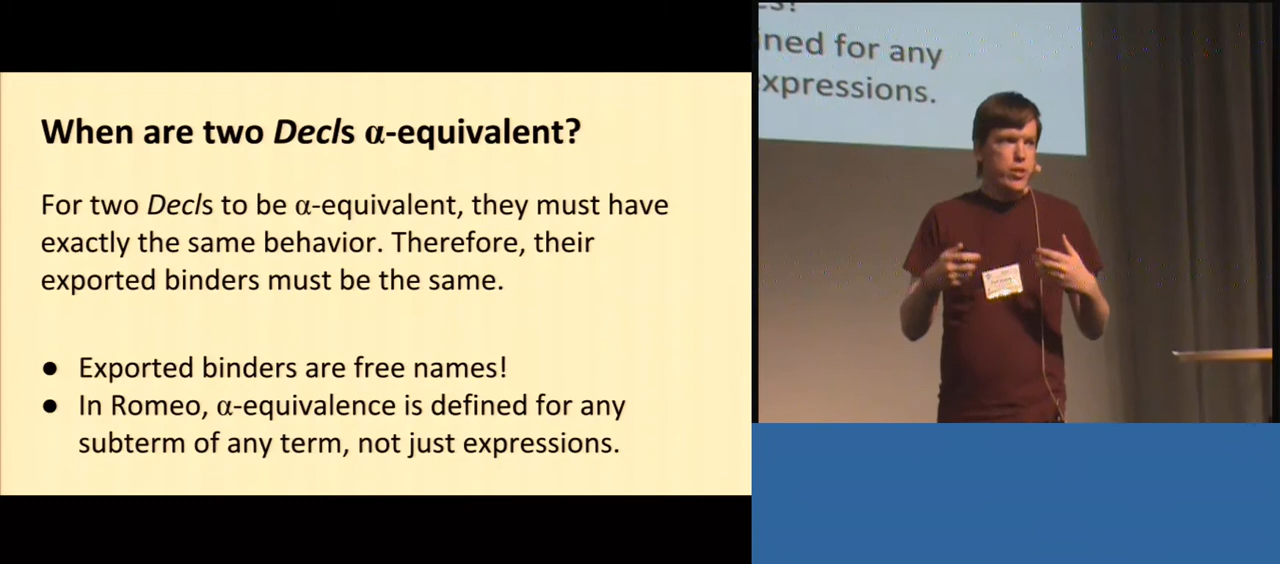 When are two Decls α-equivalent?
For two Decls to be α-equivalent, they must have
exactly the same behavior. Therefore, their
exported binders must be the same.
● Exported binders are free names!
● In Romeo, α-equivalence is defined for any
subterm of any term, not just expressions.
ined for any
xpressions.